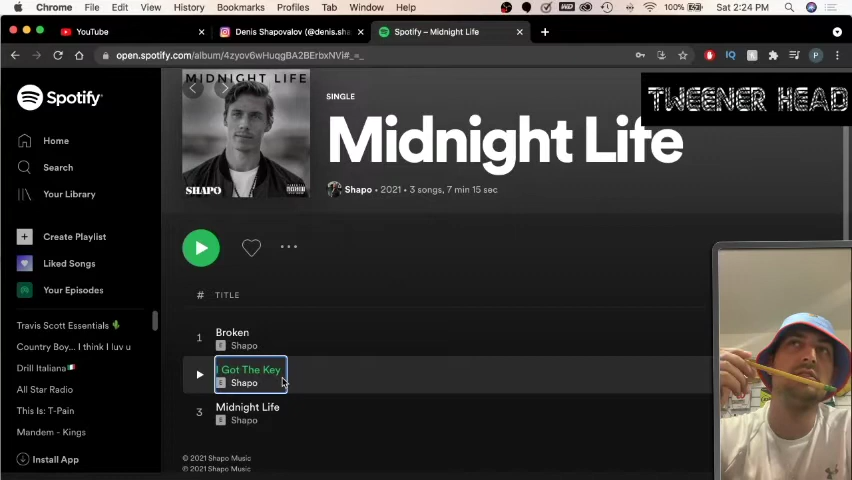 Chrome File Edit View History Bookmarks Profiles Tab Window Help 100% Sat 2:24 PM
YouTube
Denis Shapovalov (@denis.sha
Spotify – Midnight Life
open.spotify.com/album/4zyov6wHuqgBA2BErbxNVi#_=_
IQ
P
TWEENER HEAD
Spotify
Home
Search
Your Library
Create Playlist
Liked Songs
Your Episodes
Travis Scott Essentials 🌵
Country Boy... I think I luv u
Drill Italiana🇮🇹
All Star Radio
This Is: T-Pain
Mandem - Kings
Install App
MIDNIGHT LIFE
SHAPO
SINGLE
Midnight Life
Shapo • 2021 • 3 songs, 7 min 15 sec
# TITLE
1 Broken
E Shapo
I Got The Key
E Shapo
3 Midnight Life
E Shapo
© 2021 Shapo Music
℗ 2021 Shapo Music